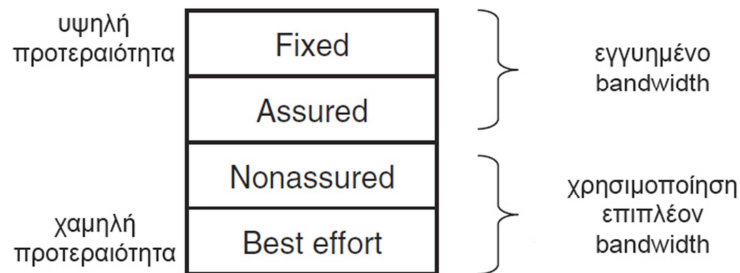 υψηλή
προτεραιότητα
Fixed
εγγυημένο
bandwidth
Assured
Nonassured
χρησιμοποίηση
επιπλέον
bandwidth
χαμηλή
προτεραιότητα
Best effort